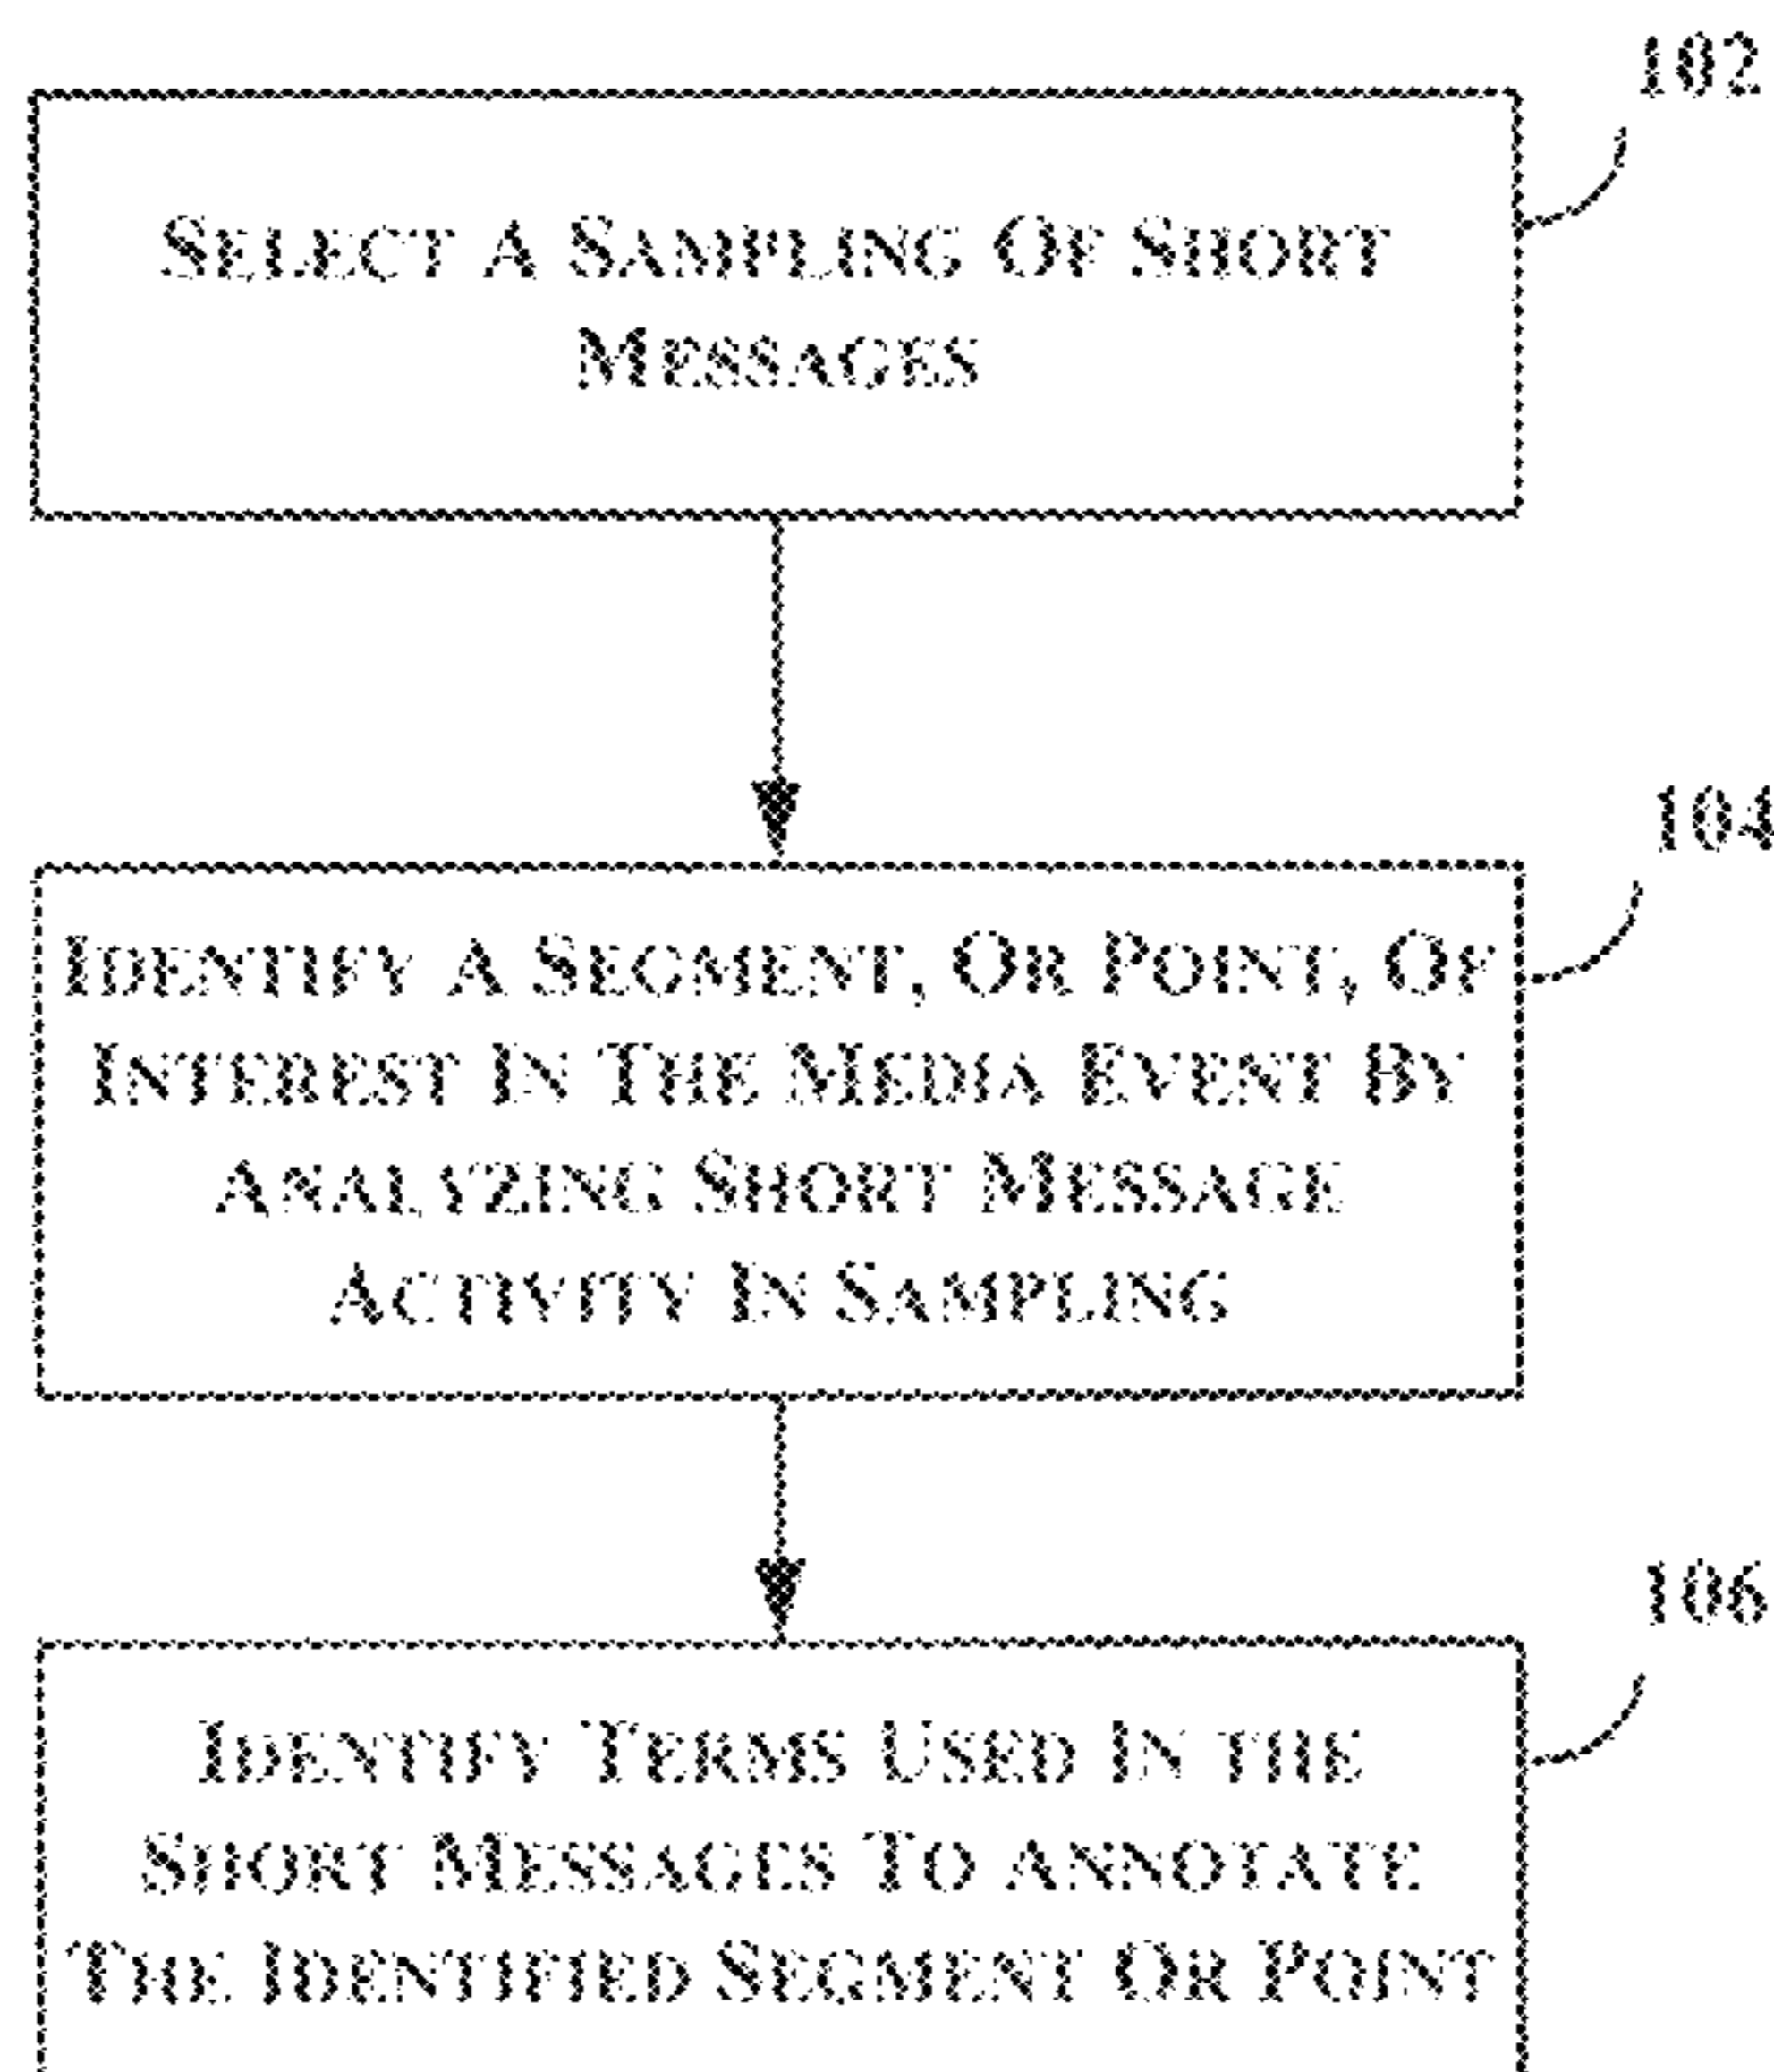 102
SELECT A SAMPLING OF SHORT
MESSAGES
104
IDENTIFY A SEGMENT, OR POINT, OF
INTEREST IN THE MEDIA EVENT BY
ANALYZING SHORT MESSAGE
ACTIVITY IN SAMPLING
106
IDENTIFY TERMS USED IN THE
SHORT MESSAGES TO ANNOTATE
THE IDENTIFIED SEGMENT OR POINT